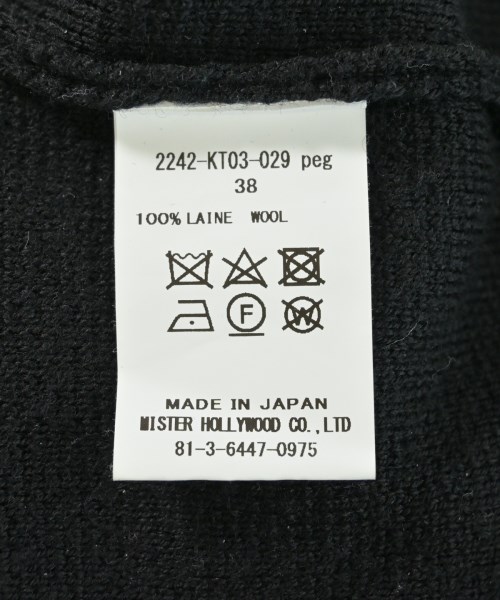 2242-KT03-029 peg
38
100% LAINE WOOL
F W
MADE IN JAPAN
MISTER HOLLYWOOD CO.,LTD
81-3-6447-0975